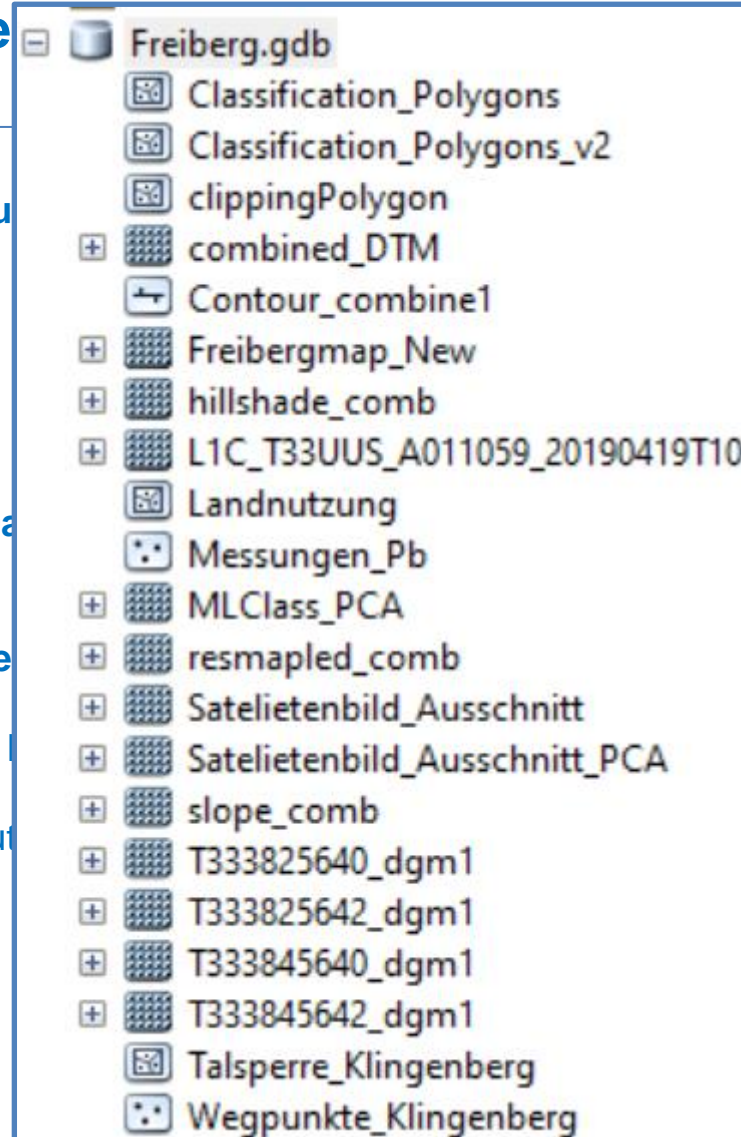 Freiberg.gdb
Classification_Polygons
Classification_Polygons_v2
clippingPolygon
combined_DTM
Contour_combine1
Freibergmap_New
hillshade_comb
L1C_T33UUS_A011059_20190419T10
Landnutzung
Messungen_Pb
MLClass_PCA
resmapled_comb
Satelietenbild_Ausschnitt
Satelietenbild_Ausschnitt_PCA
slope_comb
T333825640_dgm1
T333825642_dgm1
T333845640_dgm1
T333845642_dgm1
Talsperre_Klingenberg
Wegpunkte_Klingenberg